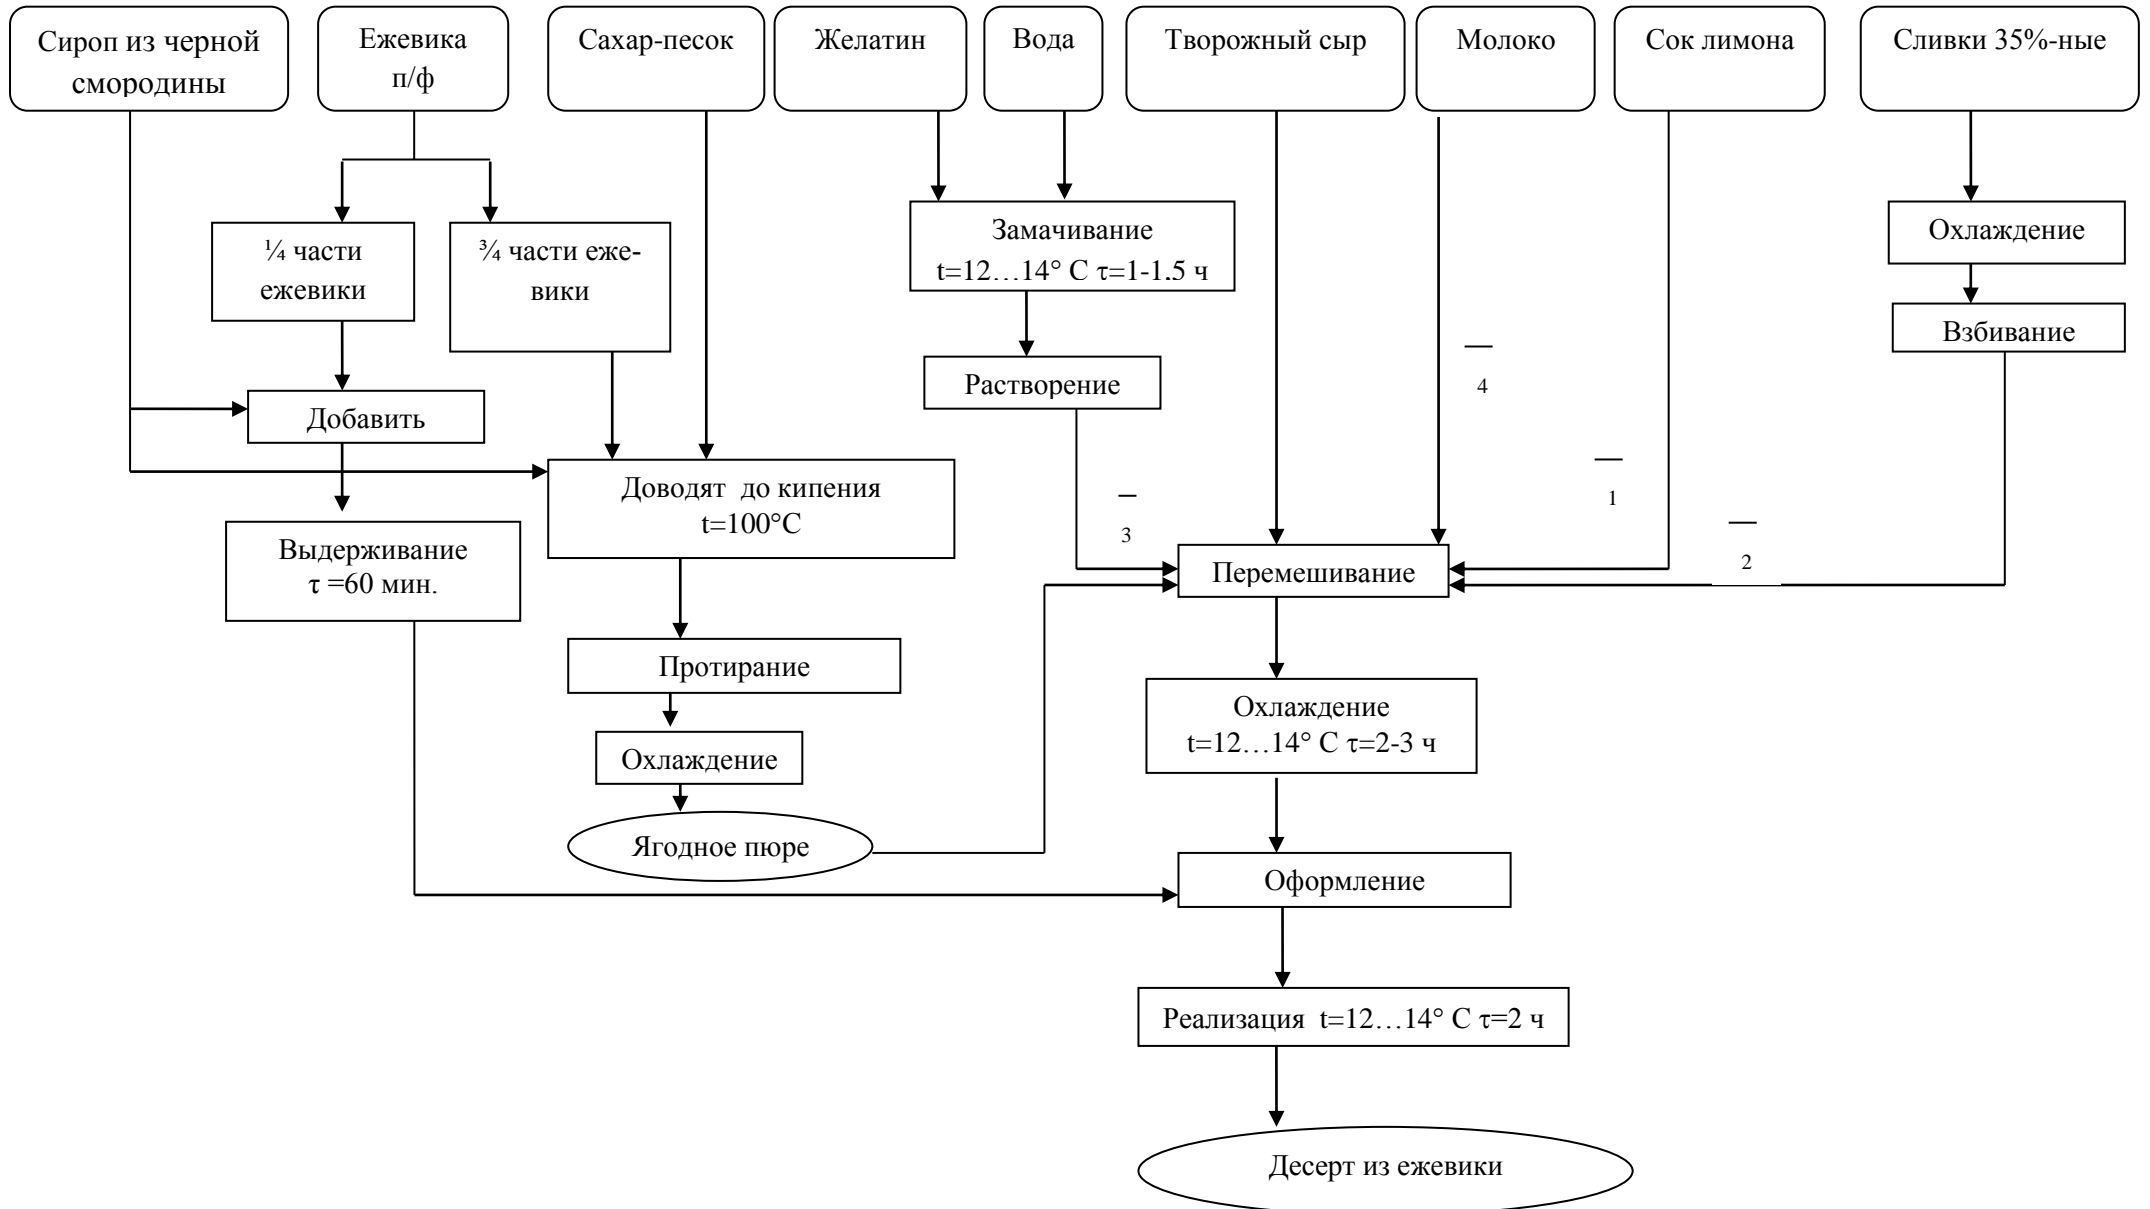 Сироп из черной
смородины
Ежевика
п/ф
Сахар-песок
Желатин
Вода
Творожный сыр
Молоко
Сок лимона
Сливки 35%-ные
¼ части
ежевики
¾ части еже-
вики
Замачивание
t=12…14° С τ=1-1,5 ч
Охлаждение
Взбивание
Растворение
4
Добавить
1
Доводят до кипения
t=100°С
3
2
Выдерживание
τ =60 мин.
Перемешивание
Протирание
Охлаждение
t=12…14° С τ=2-3 ч
Охлаждение
Ягодное пюре
Оформление
Реализация t=12…14° С τ=2 ч
Десерт из ежевики